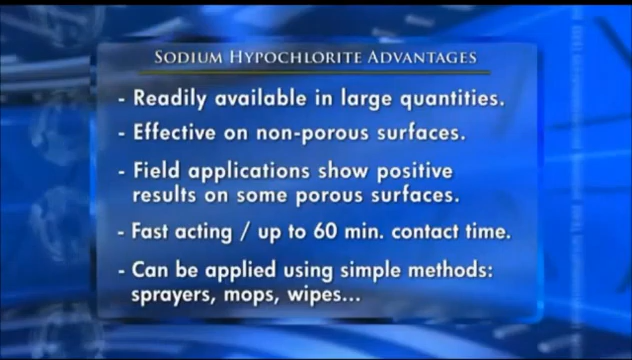 SODIUM HYPOCHLORITE ADVANTAGES
- Readily available in large quantities.
- Effective on non-porous surfaces.
- Field applications show positive
results on some porous surfaces.
- Fast acting / up to 60 min. contact time.
- Can be applied using simple methods:
sprayers, mops, wipes...